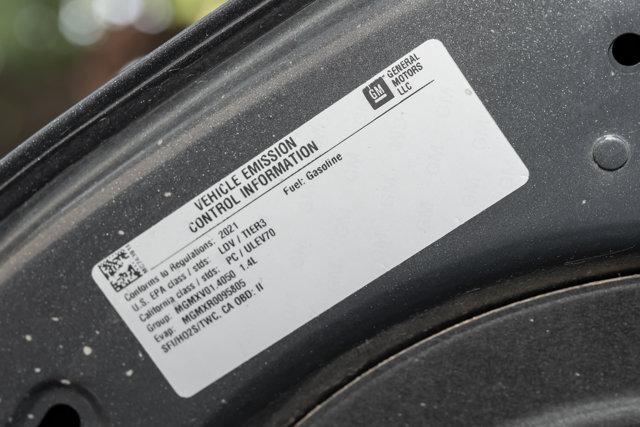 GM GENERAL
MOTORS
LLC
VEHICLE EMISSION
CONTROL INFORMATION
Fuel: Gasoline
Conforms to Regulations: 2021
U.S. EPA class / stds: LDV / TIER3
California class / stds: PC / ULEV70
Group: MGMXV01.4050 1.4L
Evap: MGMXR0095805
SFI/HO2S/TWC, CA OBD: II